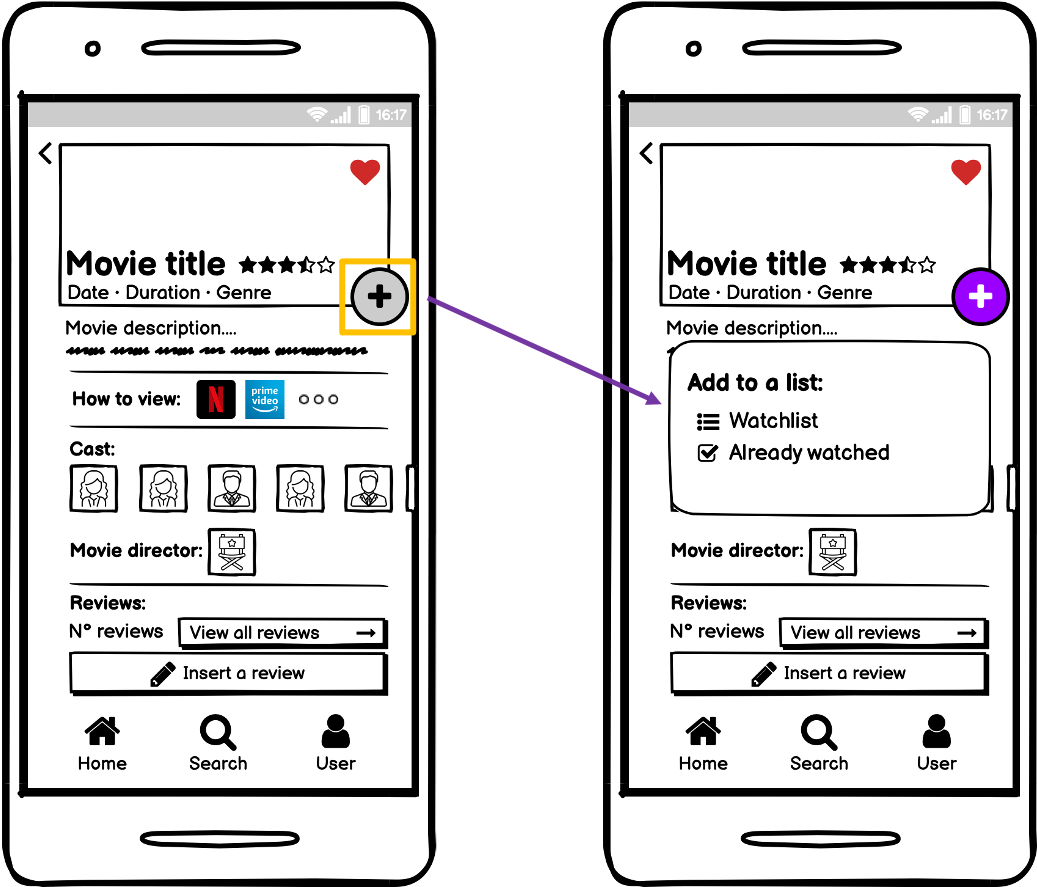 16:17
Movie title
Date · Duration · Genre
Movie description....
How to view:
N
prime video
Cast:
Movie director:
Reviews:
N° reviews
View all reviews
Insert a review
Home
Search
User
16:17
Movie title
Date · Duration · Genre
Movie description....
Add to a list:
Watchlist
Already watched
Movie director:
Reviews:
N° reviews
View all reviews
Insert a review
Home
Search
User